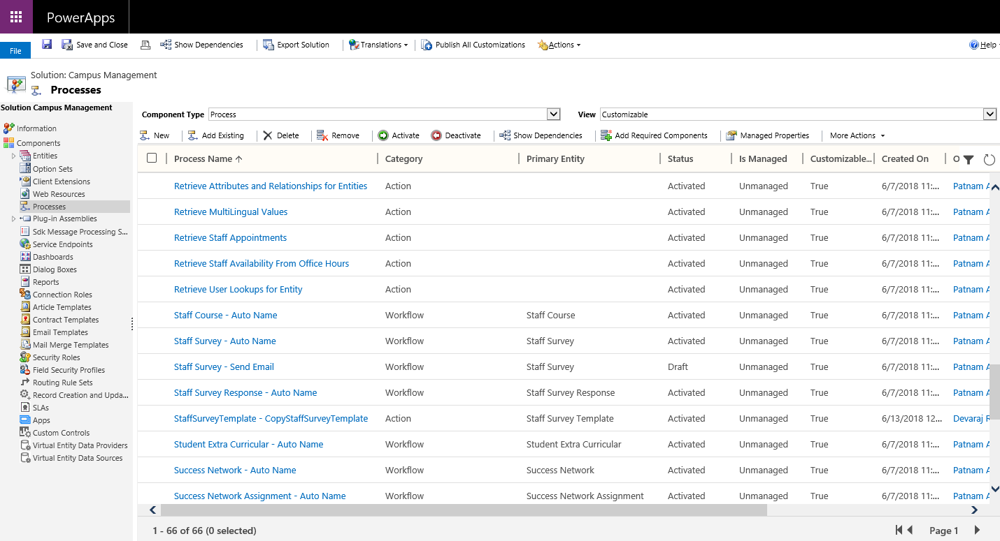 PowerApps
File Save and Close Show Dependencies Export Solution Translations Publish All Customizations Actions Help
Solution: Campus Management
Processes
Solution Campus Management
Information
Components
Entities
Option Sets
Client Extensions
Web Resources
Processes
Plug-in Assemblies
Sdk Message Processing S...
Service Endpoints
Dashboards
Dialog Boxes
Reports
Connection Roles
Article Templates
Contract Templates
Email Templates
Mail Merge Templates
Security Roles
Field Security Profiles
Routing Rule Sets
Record Creation and Upda...
SLAs
Apps
Custom Controls
Virtual Entity Data Providers
Virtual Entity Data Sources
Component Type Process View Customizable
New Add Existing Delete Remove Activate Deactivate Show Dependencies Add Required Components Managed Properties More Actions
Process Name Category Primary Entity Status Is Managed Customizable... Created On O
Retrieve Attributes and Relationships for Entities Action Activated Unmanaged True 6/7/2018 11:... Patnam A
Retrieve MultiLingual Values Action Activated Unmanaged True 6/7/2018 11:... Patnam A
Retrieve Staff Appointments Action Activated Unmanaged True 6/7/2018 11:... Patnam A
Retrieve Staff Availability From Office Hours Action Activated Unmanaged True 6/7/2018 11:... Patnam A
Retrieve User Lookups for Entity Action Activated Unmanaged True 6/7/2018 11:... Patnam A
Staff Course - Auto Name Workflow Staff Course Activated Unmanaged True 6/7/2018 11:... Patnam A
Staff Survey - Auto Name Workflow Staff Survey Activated Unmanaged True 6/7/2018 11:... Patnam A
Staff Survey - Send Email Workflow Staff Survey Draft Unmanaged True 6/7/2018 11:... Patnam A
Staff Survey Response - Auto Name Workflow Staff Survey Response Activated Unmanaged True 6/7/2018 11:... Patnam A
StaffSurveyTemplate - CopyStaffSurveyTemplate Action Staff Survey Template Activated Unmanaged True 6/13/2018 12... Devaraj R
Student Extra Curricular - Auto Name Workflow Student Extra Curricular Activated Unmanaged True 6/7/2018 11:... Patnam A
Success Network - Auto Name Workflow Success Network Activated Unmanaged True 6/7/2018 11:... Patnam A
Success Network Assignment - Auto Name Workflow Success Network Assignment Activated Unmanaged True 6/7/2018 11:... Patnam A
1 - 66 of 66 (0 selected) Page 1